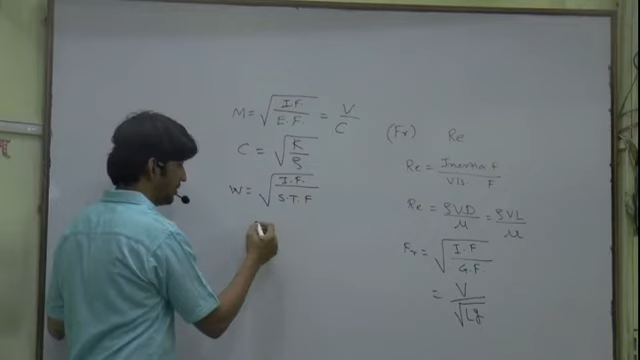 M = √(I.F. / E.F.) = V / C
C = √(K / ρ)
W = √(I.F. / S.T.F)
(Fr) Re
Re = Inertia f / Vis. F
Re = ρVD / μ = ρVL / μ
Fr = √(I.F / G.F)
= V / √Lg